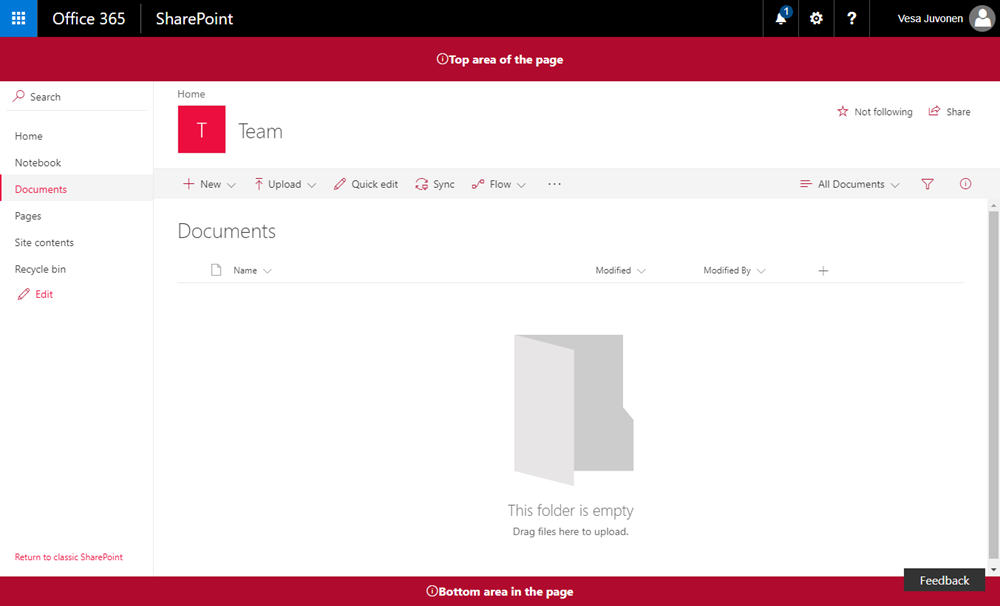 Office 365 SharePoint 1 ? Vesa Juvonen
Top area of the page
Search
Home
Notebook
Documents
Pages
Site contents
Recycle bin
Edit
Return to classic SharePoint
Home
T Team
Not following Share
New Upload Quick edit Sync Flow ... All Documents
Documents
Name Modified Modified By
This folder is empty
Drag files here to upload.
Feedback
Bottom area in the page